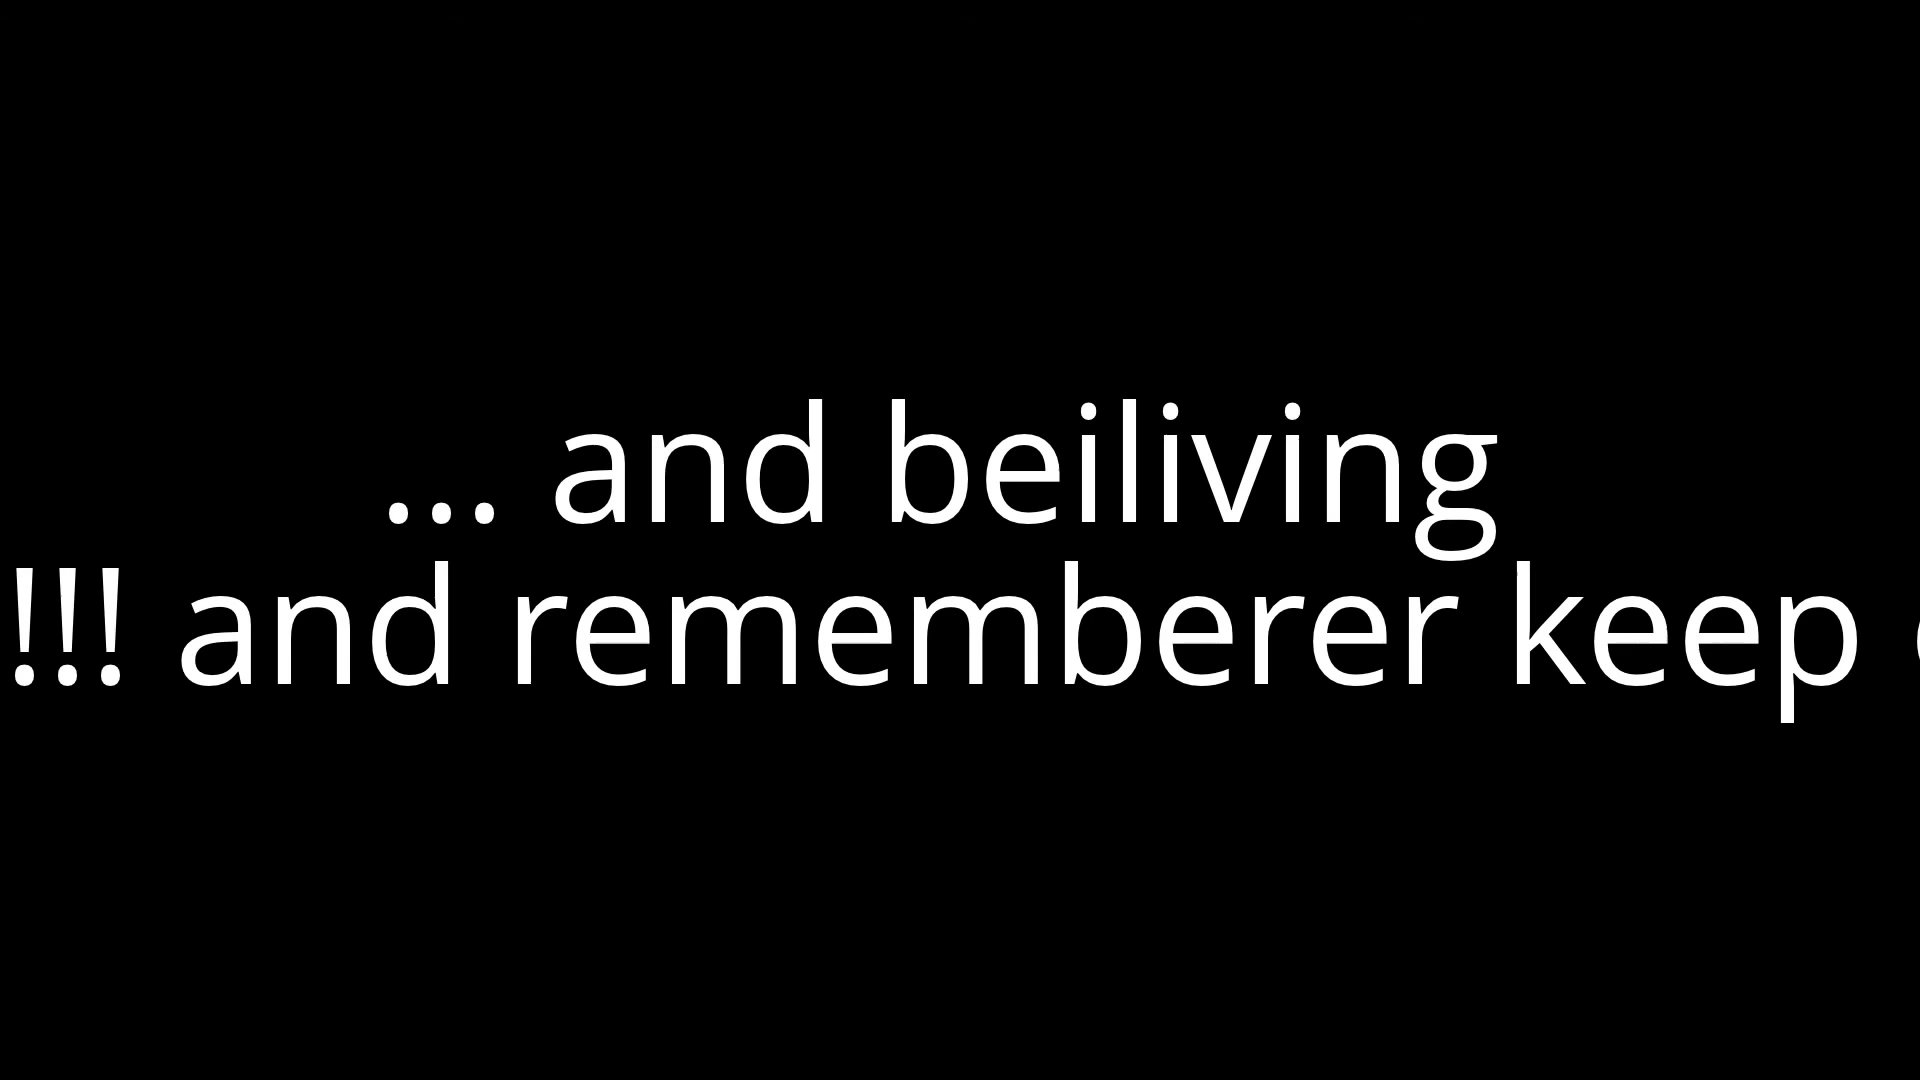 ... and beiliving
!!! and rememberer keep